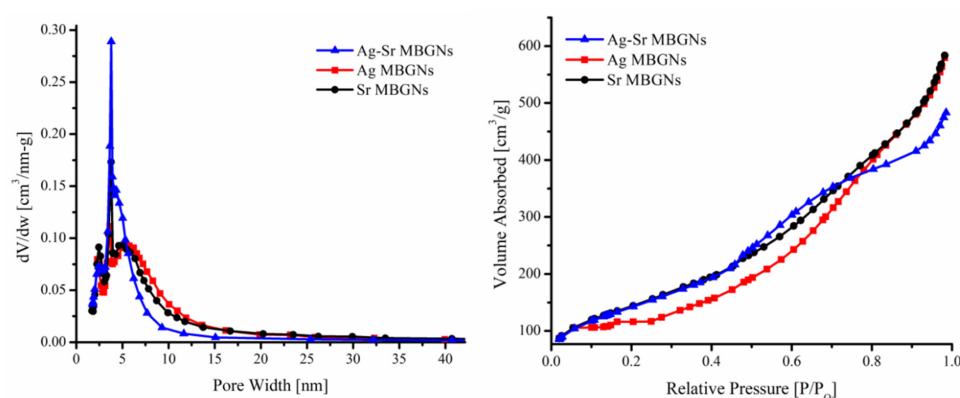 0.30
0.25
0.20
0.15
0.10
0.05
0.00
dV/dw [cm³/nm-g]
Ag-Sr MBGNs
Ag MBGNs
Sr MBGNs
0 5 10 15 20 25 30 35 40
Pore Width [nm]
600
500
400
300
200
100
Volume Absorbed [cm³/g]
Ag-Sr MBGNs
Ag MBGNs
Sr MBGNs
0.0 0.2 0.4 0.6 0.8 1.0
Relative Pressure [P/P₀]